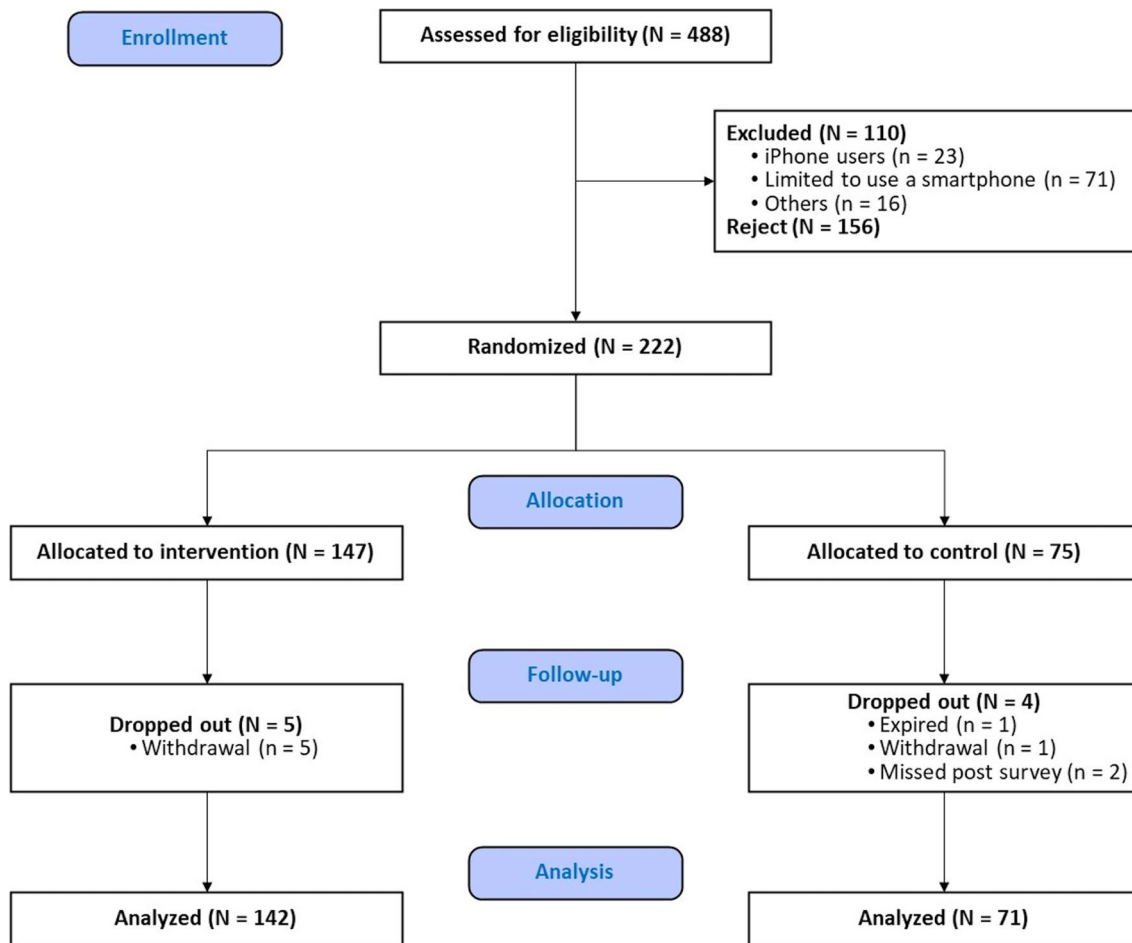 Enrollment
Assessed for eligibility (N = 488)
Excluded (N = 110)
• iPhone users (n = 23)
• Limited to use a smartphone (n = 71)
• Others (n = 16)
Reject (N = 156)
Randomized (N = 222)
Allocation
Allocated to intervention (N = 147)
Allocated to control (N = 75)
Follow-up
Dropped out (N = 5)
• Withdrawal (n = 5)
Dropped out (N = 4)
• Expired (n = 1)
• Withdrawal (n = 1)
• Missed post survey (n = 2)
Analysis
Analyzed (N = 142)
Analyzed (N = 71)